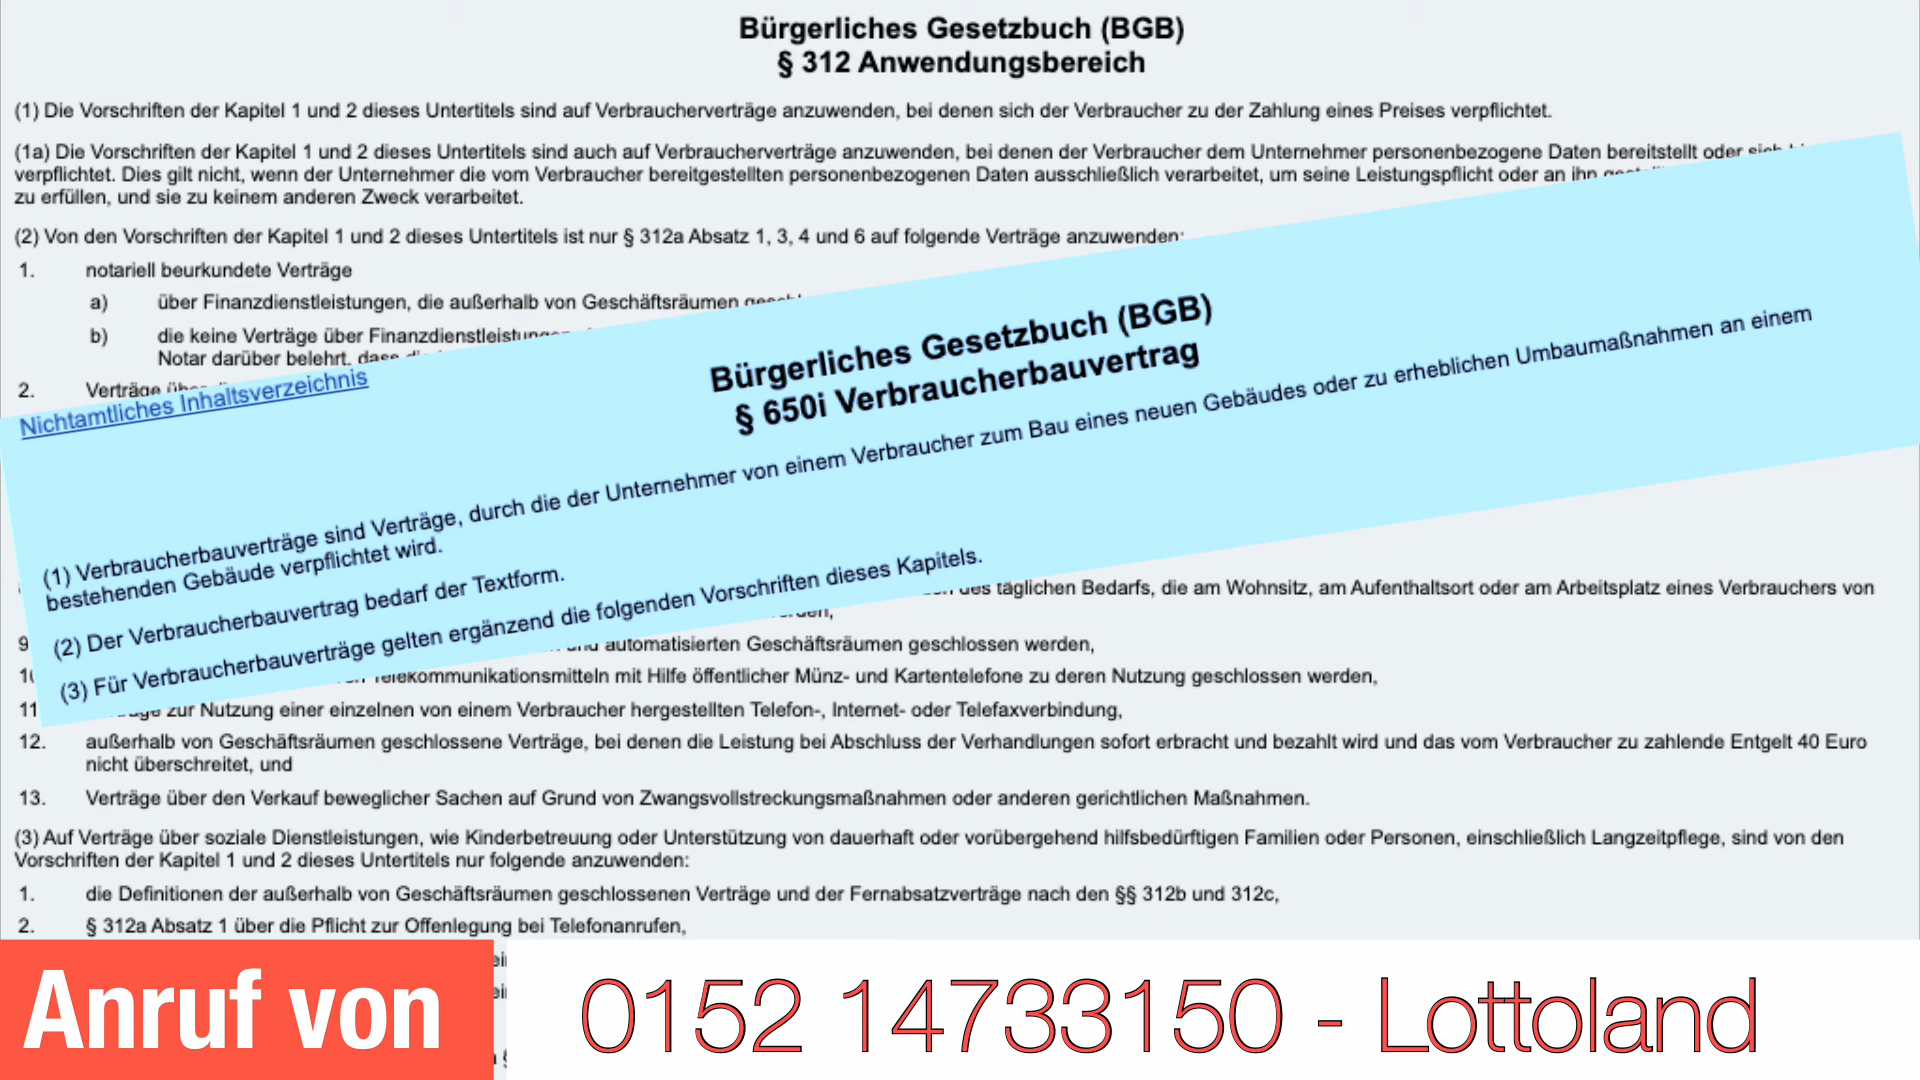 Bürgerliches Gesetzbuch (BGB)
§ 312 Anwendungsbereich
(1) Die Vorschriften der Kapitel 1 und 2 dieses Untertitels sind auf Verbraucherverträge anzuwenden, bei denen sich der Verbraucher zu der Zahlung eines Preises verpflichtet.
(1a) Die Vorschriften der Kapitel 1 und 2 dieses Untertitels sind auch auf Verbraucherverträge anzuwenden, bei denen der Verbraucher dem Unternehmer personenbezogene Daten bereitstellt oder sich
verpflichtet. Dies gilt nicht, wenn der Unternehmer die vom Verbraucher bereitgestellten personenbezogenen Daten ausschließlich verarbeitet, um seine Leistungspflicht oder an ihn
zu erfüllen, und sie zu keinem anderen Zweck verarbeitet.
(2) Von den Vorschriften der Kapitel 1 und 2 dieses Untertitels ist nur § 312a Absatz 1, 3, 4 und 6 auf folgende Verträge anzuwenden:
1. notariell beurkundete Verträge
a) über Finanzdienstleistungen, die außerhalb von Geschäftsräumen
b) die keine Verträge über Finanzdienstleistungen
Notar darüber belehrt, dass
2. Verträge über
Nichtamtliches Inhaltsverzeichnis
Bürgerliches Gesetzbuch (BGB)
§ 650i Verbraucherbauvertrag
(1) Verbraucherbauverträge sind Verträge, durch die der Unternehmer von einem Verbraucher zum Bau eines neuen Gebäudes oder zu erheblichen Umbaumaßnahmen an einem
bestehenden Gebäude verpflichtet wird.
(2) Der Verbraucherbauvertrag bedarf der Textform.
(3) Für Verbraucherbauverträge gelten ergänzend die folgenden Vorschriften dieses Kapitels.
des täglichen Bedarfs, die am Wohnsitz, am Aufenthaltsort oder am Arbeitsplatz eines Verbrauchers von
9
automatisierten Geschäftsräumen geschlossen werden,
Telekommunikationsmitteln mit Hilfe öffentlicher Münz- und Kartentelefone zu deren Nutzung geschlossen werden,
11 zur Nutzung einer einzelnen von einem Verbraucher hergestellten Telefon-, Internet- oder Telefaxverbindung,
12. außerhalb von Geschäftsräumen geschlossene Verträge, bei denen die Leistung bei Abschluss der Verhandlungen sofort erbracht und bezahlt wird und das vom Verbraucher zu zahlende Entgelt 40 Euro
nicht überschreitet, und
13. Verträge über den Verkauf beweglicher Sachen auf Grund von Zwangsvollstreckungsmaßnahmen oder anderen gerichtlichen Maßnahmen.
(3) Auf Verträge über soziale Dienstleistungen, wie Kinderbetreuung oder Unterstützung von dauerhaft oder vorübergehend hilfsbedürftigen Familien oder Personen, einschließlich Langzeitpflege, sind von den
Vorschriften der Kapitel 1 und 2 dieses Untertitels nur folgende anzuwenden:
1. die Definitionen der außerhalb von Geschäftsräumen geschlossenen Verträge und der Fernabsatzverträge nach den §§ 312b und 312c,
2. § 312a Absatz 1 über die Pflicht zur Offenlegung bei Telefonanrufen,
Anruf von
0152 14733150 - Lottoland